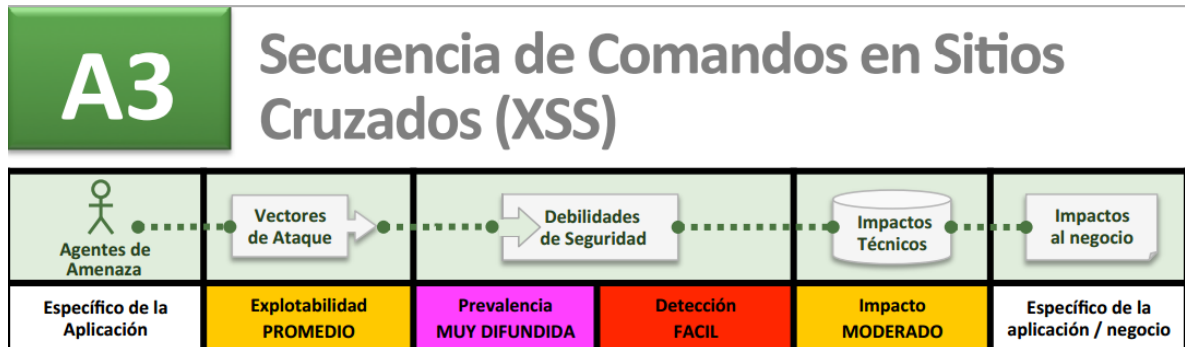 A3
Secuencia de Comandos en Sitios
Cruzados (XSS)
Agentes de
Amenaza
Vectores
de Ataque
Debilidades
de Seguridad
Impactos
Técnicos
Impactos
al negocio
Específico de la
Aplicación
Explotabilidad
PROMEDIO
Prevalencia
MUY DIFUNDIDA
Detección
FACIL
Impacto
MODERADO
Específico de la
aplicación / negocio